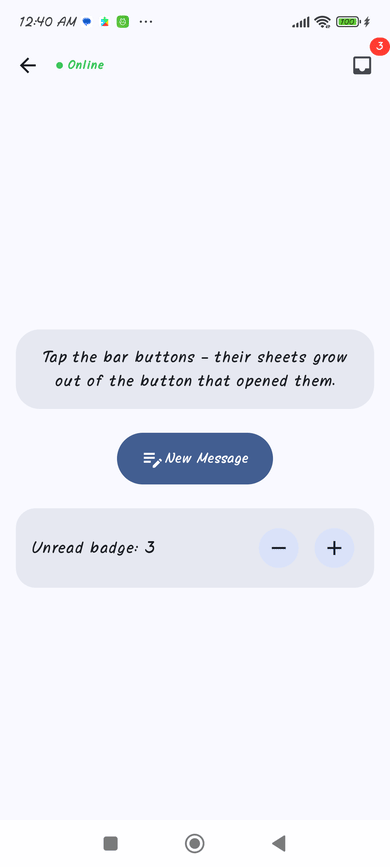 12:40 AM
100
3
Online
Tap the bar buttons – their sheets grow
out of the button that opened them.
New Message
Unread badge: 3